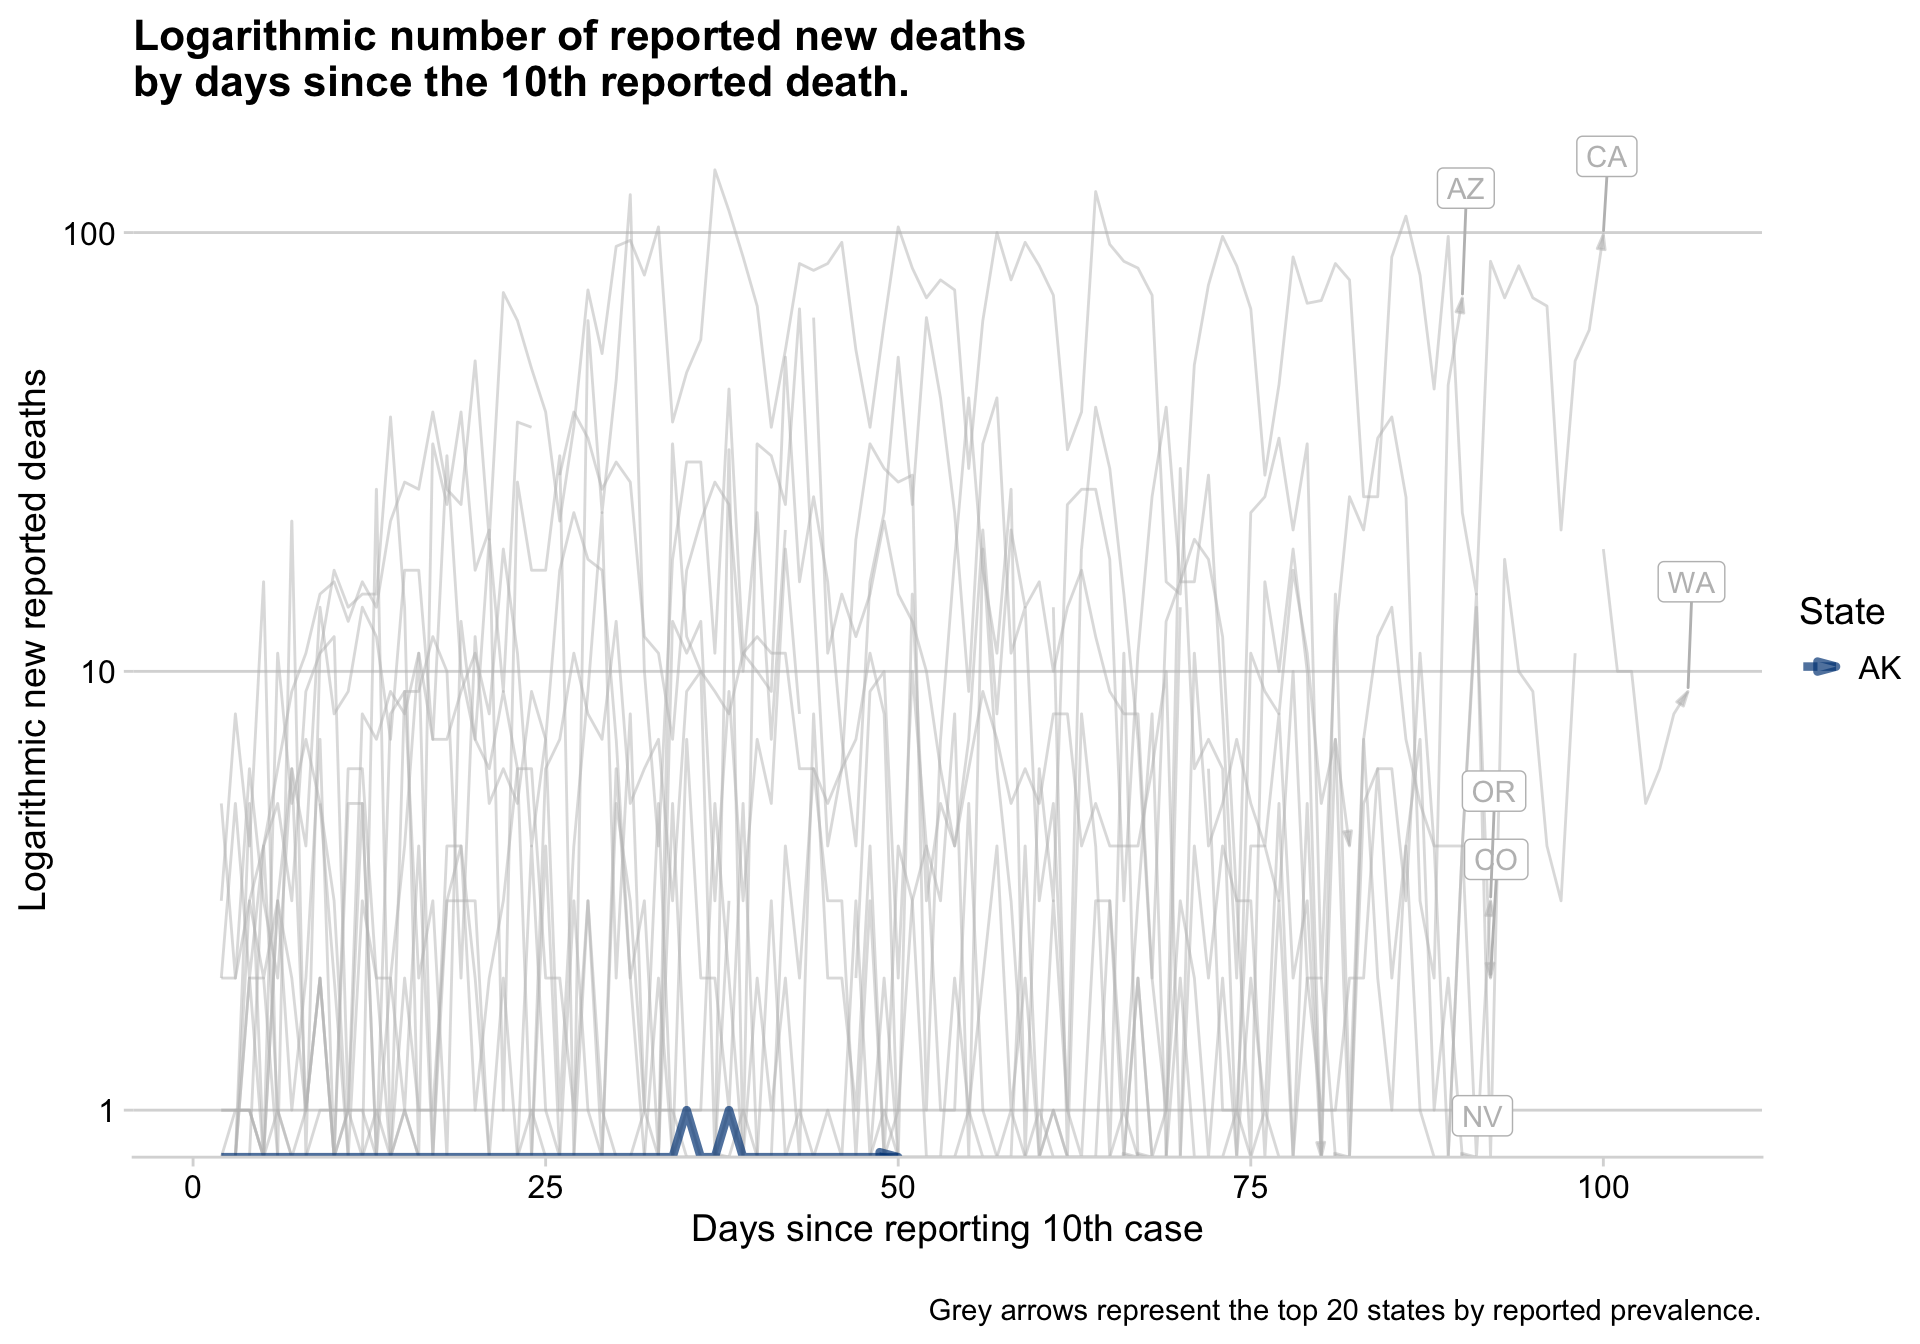 Logarithmic number of reported new deaths
by days since the 10th reported death.
CA
AZ
100
WA
State
AK
10
OR
CO
NV
1
Logarithmic new reported deaths
0
25
50
75
100
Days since reporting 10th case
Grey arrows represent the top 20 states by reported prevalence.